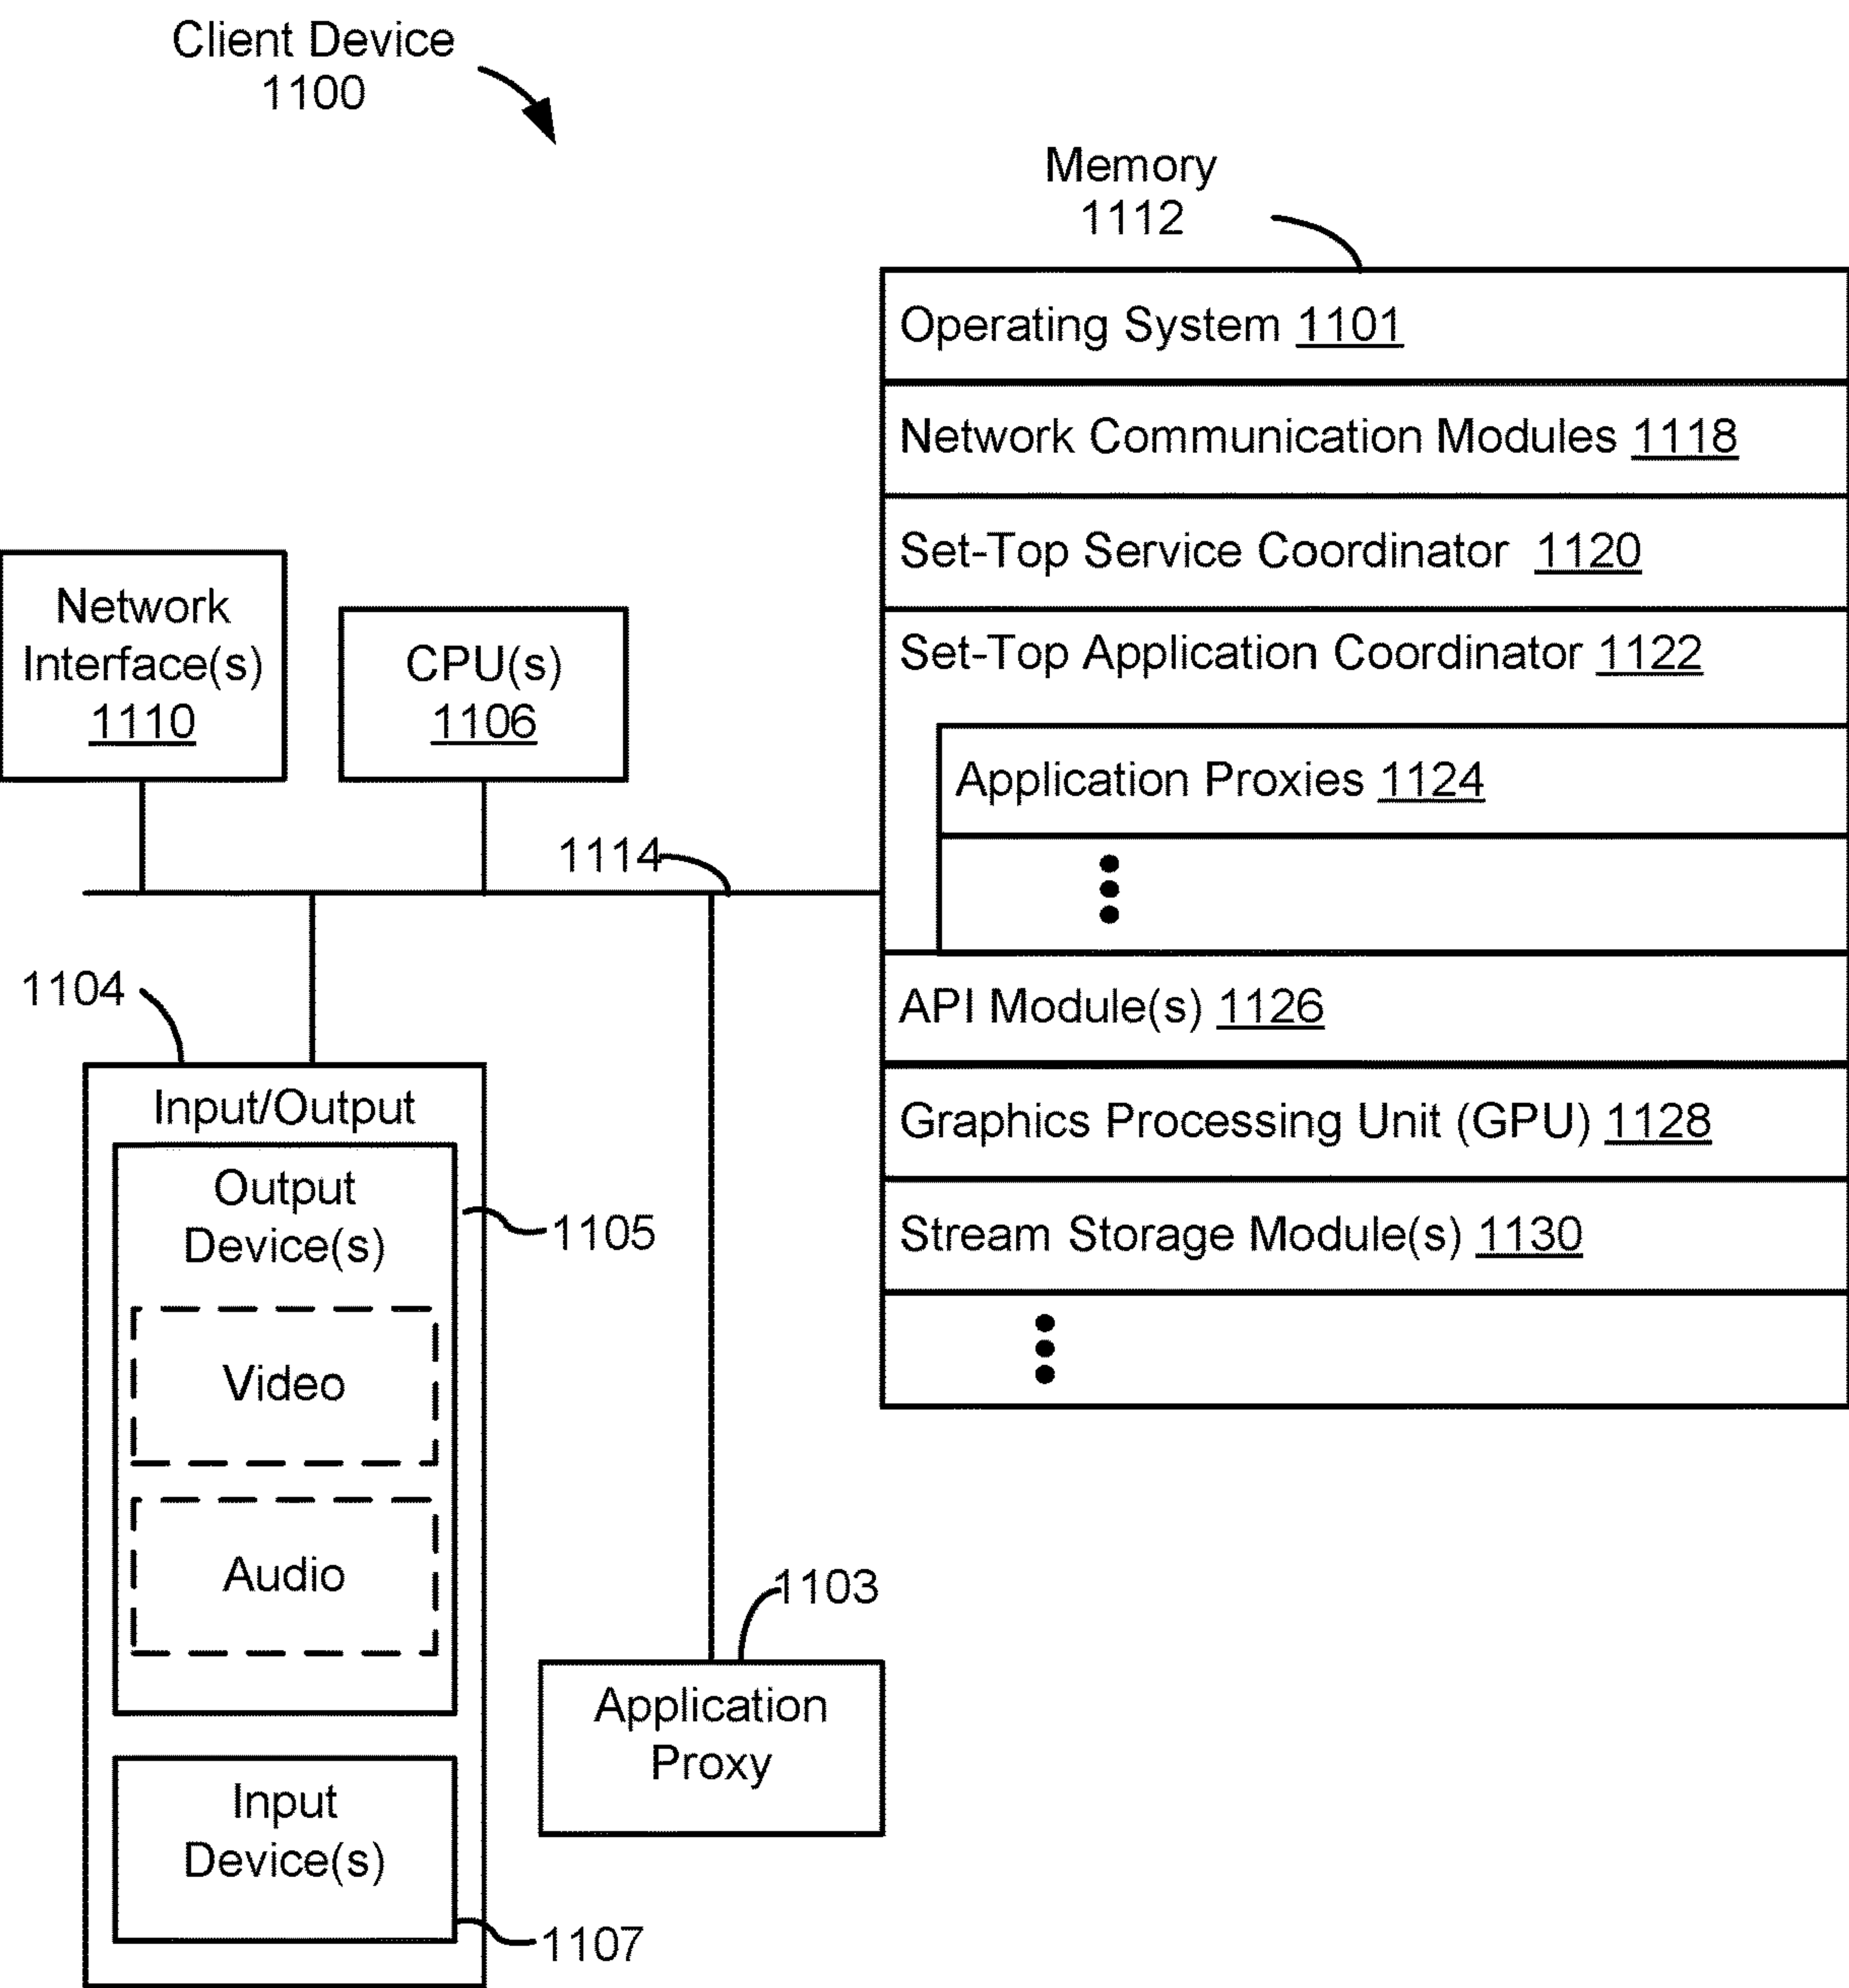 Client Device
1100
Memory
1112
Operating System 1101
Network Communication Modules 1118
Set-Top Service Coordinator 1120
Set-Top Application Coordinator 1122
Application Proxies 1124
API Module(s) 1126
Graphics Processing Unit (GPU) 1128
Stream Storage Module(s) 1130
Network
Interface(s)
1110
CPU(s)
1106
1114
1104
Input/Output
Output
Device(s)
1105
Video
Audio
Input
Device(s)
1107
1103
Application
Proxy